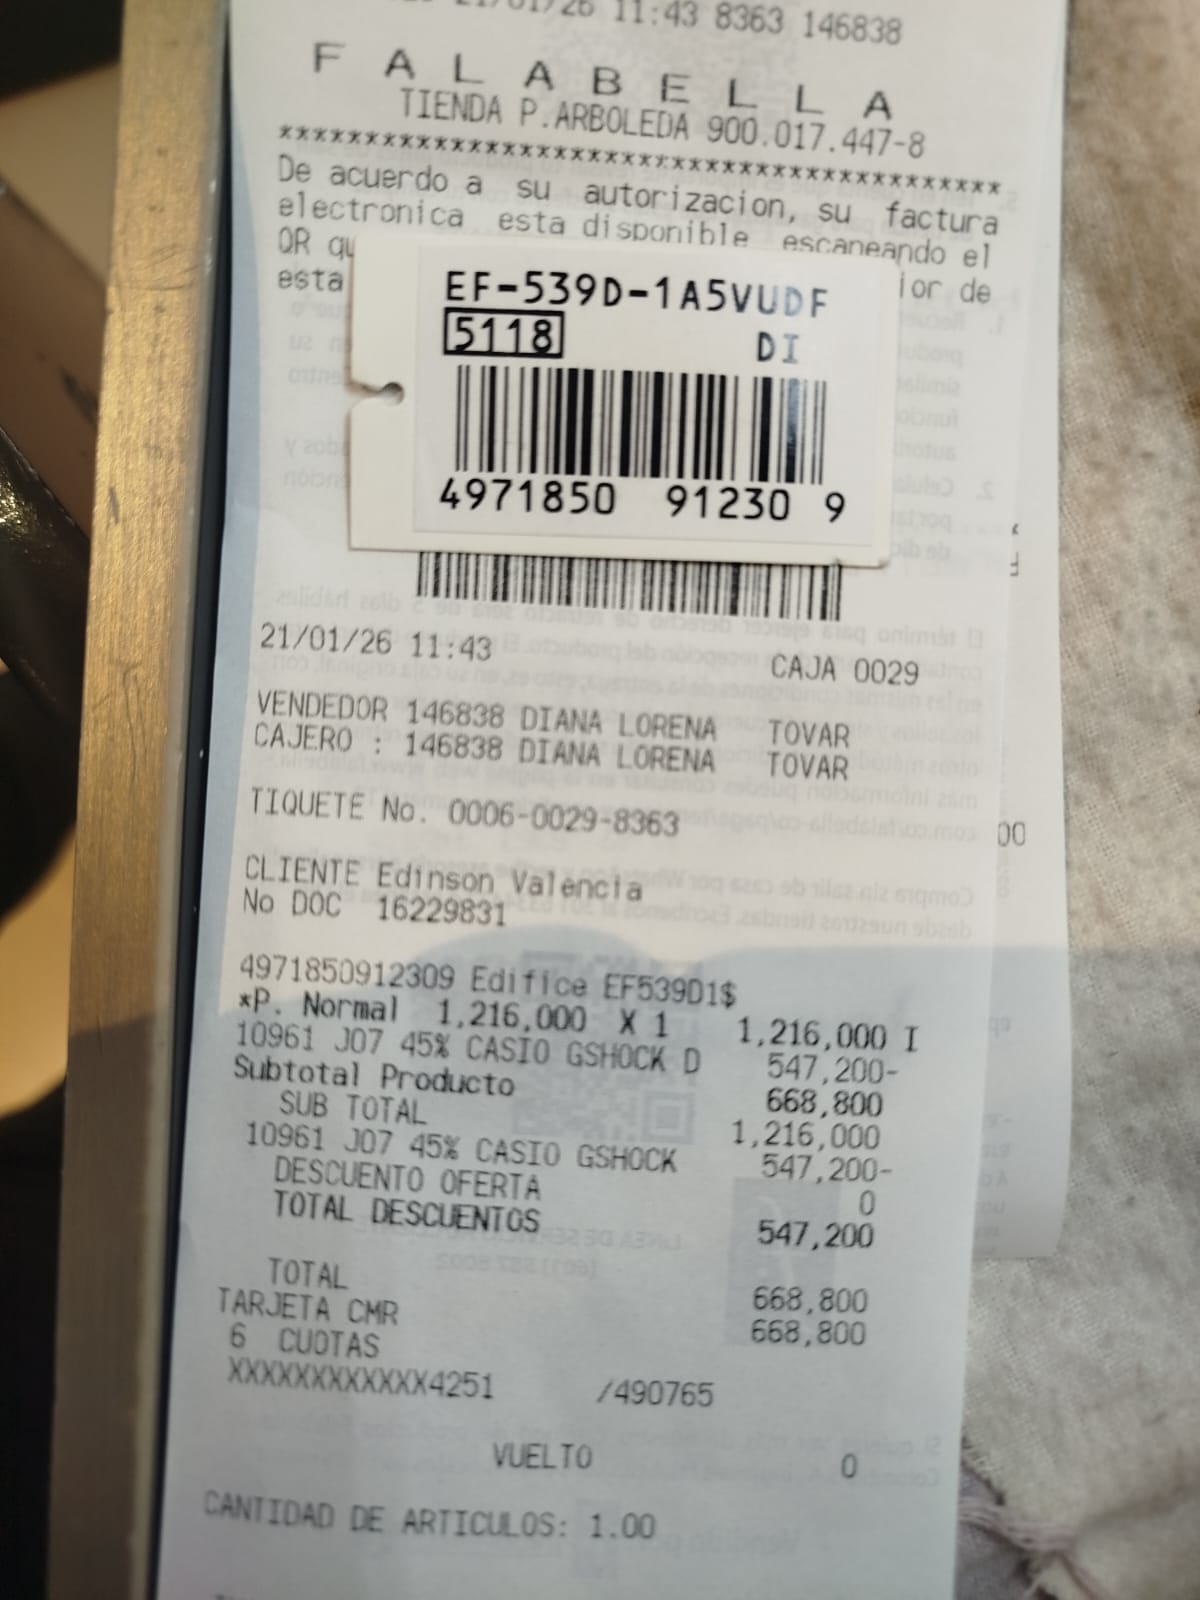 21/01/26 11:43 8363 146838
F A L A B E L L A
TIENDA P.ARBOLEDA 900.017.447-8
******************************************
De acuerdo a su autorizacion, su factura
electronica esta disponible escaneando el
QR
esta
EF-539D-1A5VUDF
5118 DI
4971850 91230 9
21/01/26 11:43 CAJA 0029
VENDEDOR 146838 DIANA LORENA TOVAR
CAJERO : 146838 DIANA LORENA TOVAR
TIQUETE No. 0006-0029-8363
CLIENTE Edinson Valencia
No DOC 16229831
4971850912309 Edifice EF539D1$
*P. Normal 1,216,000 X 1 1,216,000 I
10961 J07 45% CASIO GSHOCK D 547,200-
Subtotal Producto 668,800
SUB TOTAL 1,216,000
10961 J07 45% CASIO GSHOCK 547,200-
DESCUENTO OFERTA 0
TOTAL DESCUENTOS 547,200
TOTAL 668,800
TARJETA CMR 668,800
6 CUOTAS
XXXXXXXXXXXX4251 /490765
VUELTO 0
CANTIDAD DE ARTICULOS: 1.00